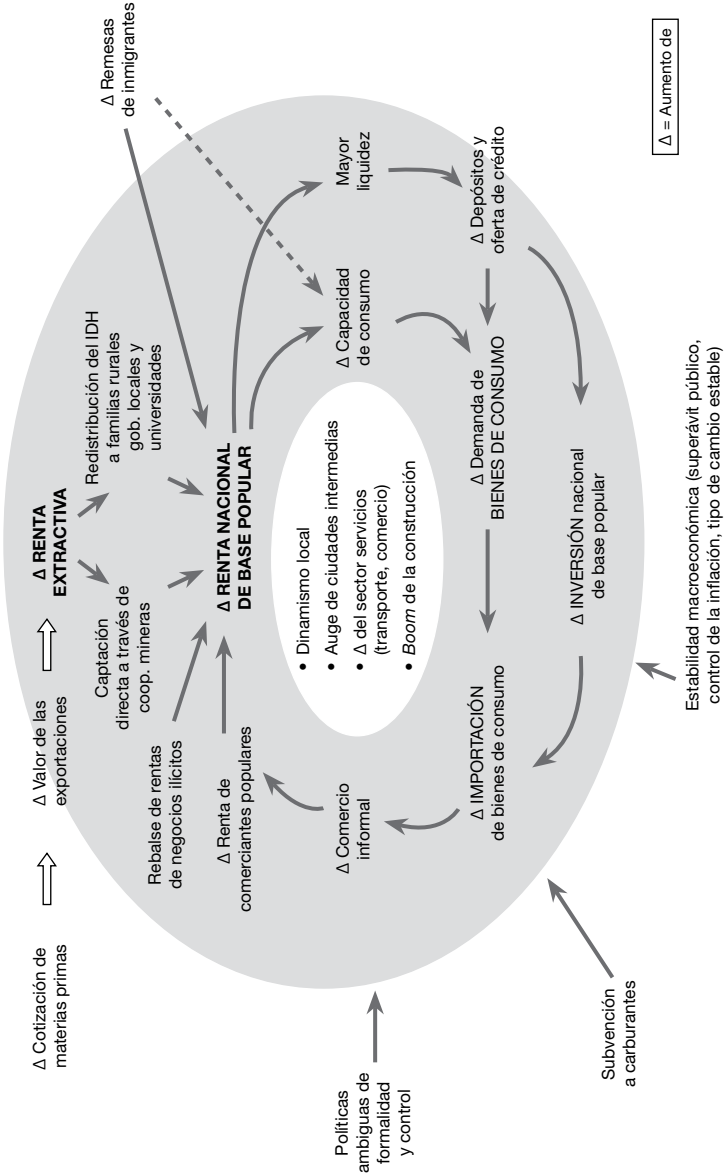 Δ Cotización de
materias primas
Δ Valor de las
exportaciones
Δ RENTA
EXTRACTIVA
Δ Remesas
de inmigrantes
Captación
directa a través de
coop. mineras
Redistribución del IDH
a familias rurales
gob. locales y
universidades
Rebalse de rentas
de negocios ilícitos
Δ Renta de
comerciantes populares
Δ RENTA NACIONAL
DE BASE POPULAR
• Dinamismo local
• Auge de ciudades intermedias
• Δ del sector servicios
(transporte, comercio)
• Boom de la construcción
Δ Capacidad
de consumo
Mayor
liquidez
Δ Comercio
informal
Δ IMPORTACIÓN
de bienes de consumo
Δ Demanda de
BIENES DE CONSUMO
Δ Depósitos y
oferta de crédito
Δ INVERSIÓN nacional
de base popular
Políticas
ambiguas de
formalidad
y control
Subvención
a carburantes
Estabilidad macroeconómica (superávit público,
control de la inflación, tipo de cambio estable)
Δ = Aumento de